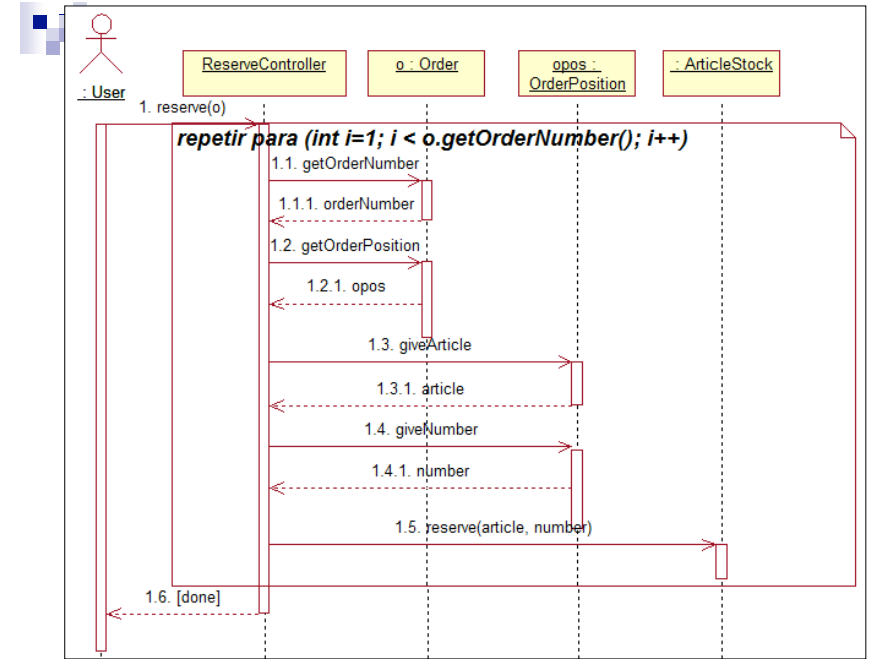 ReserveController
o : Order
opos :
OrderPosition
: ArticleStock
: User
1. reserve(o)
repetir para (int i=1; i < o.getOrderNumber(); i++)
1.1. getOrderNumber
1.1.1. orderNumber
1.2. getOrderPosition
1.2.1. opos
1.3. giveArticle
1.3.1. article
1.4. giveNumber
1.4.1. number
1.5. reserve(article, number)
1.6. [done]